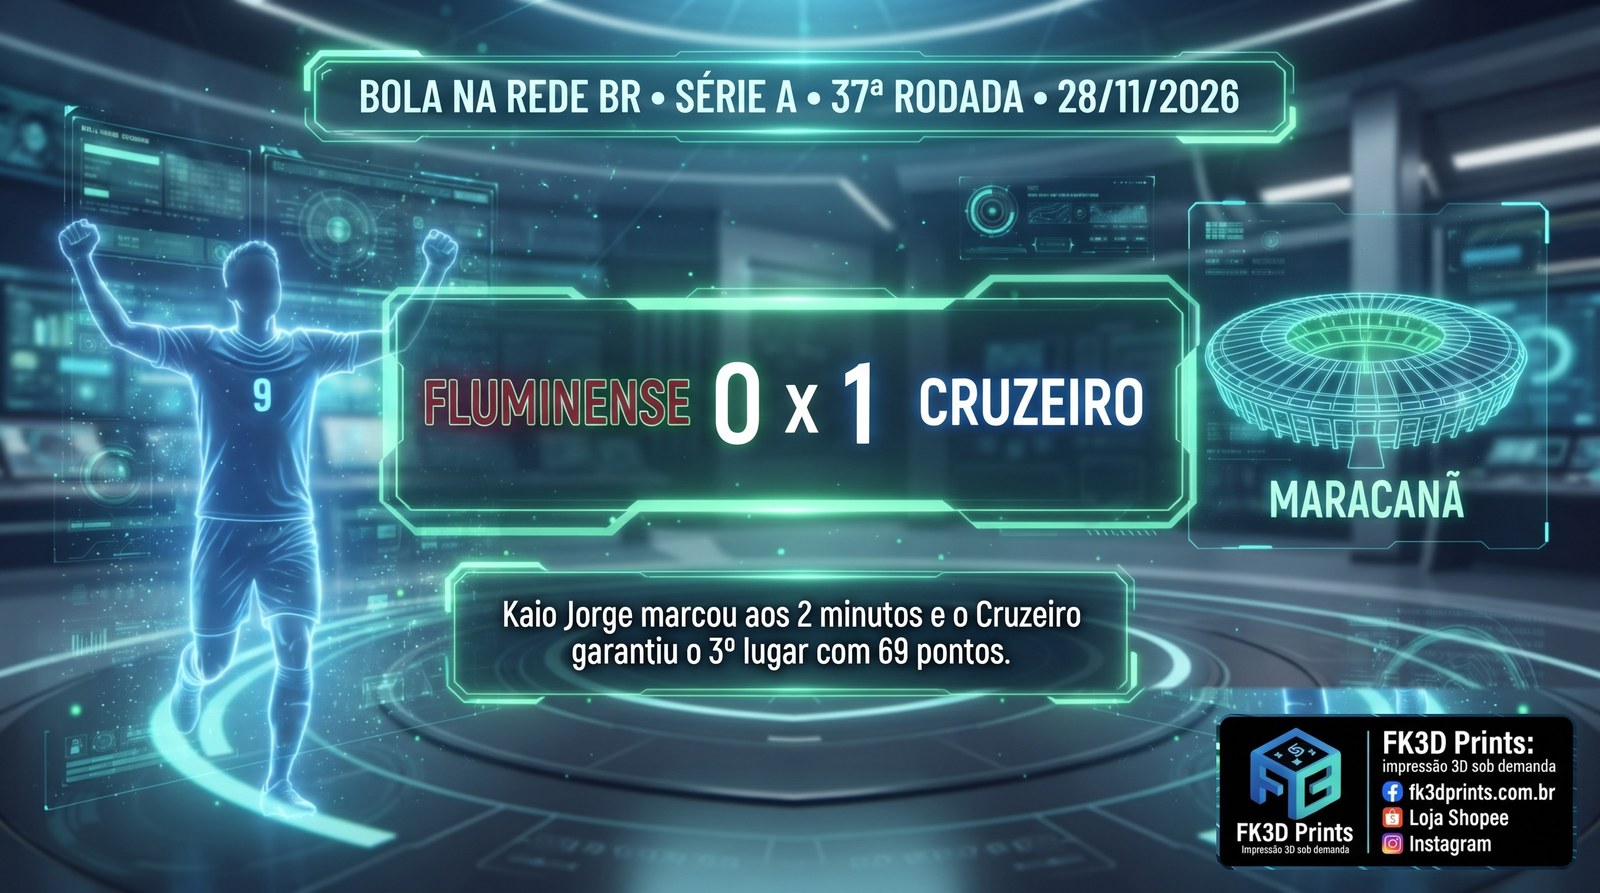 BOLA NA REDE BR • SÉRIE A • 37ª RODADA • 28/11/2026
9
FLUMINENSE 0 x 1 CRUZEIRO
MARACANÃ
Kaio Jorge marcou aos 2 minutos e o Cruzeiro
garantiu o 3º lugar com 69 pontos.
FK3D Prints
Impressão 3D sob demanda
FK3D Prints:
impressão 3D sob demanda
fk3dprints.com.br
Loja Shopee
Instagram